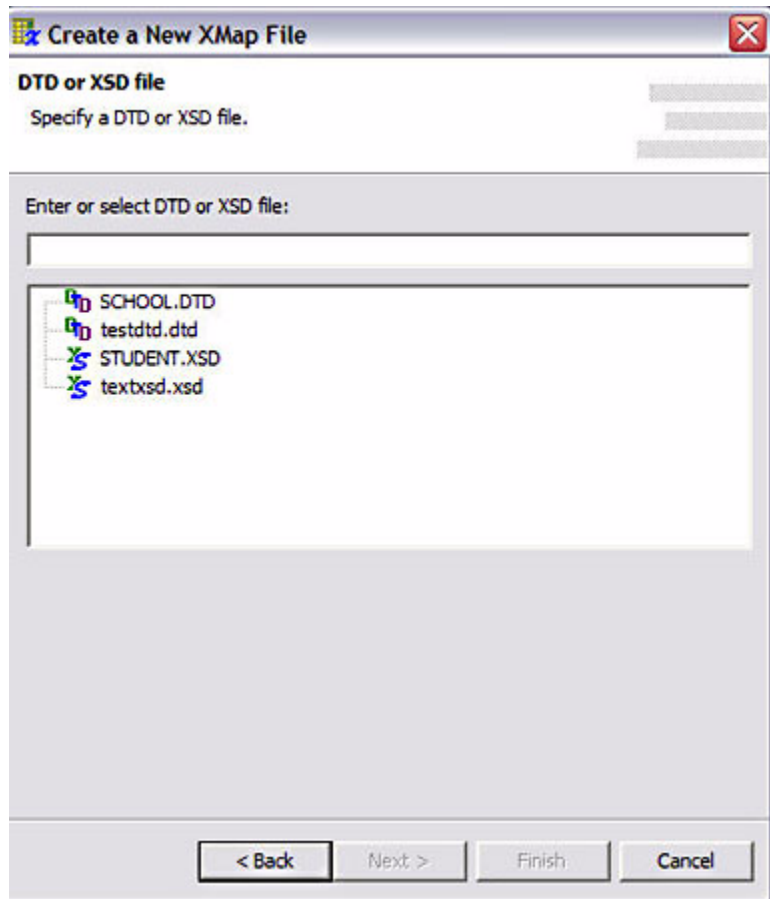 Create a New XMap File
DTD or XSD file
Specify a DTD or XSD file.
Enter or select DTD or XSD file:
SCHOOL.DTD
testdtd.dtd
STUDENT.XSD
textxsd.xsd
< Back Next > Finish Cancel